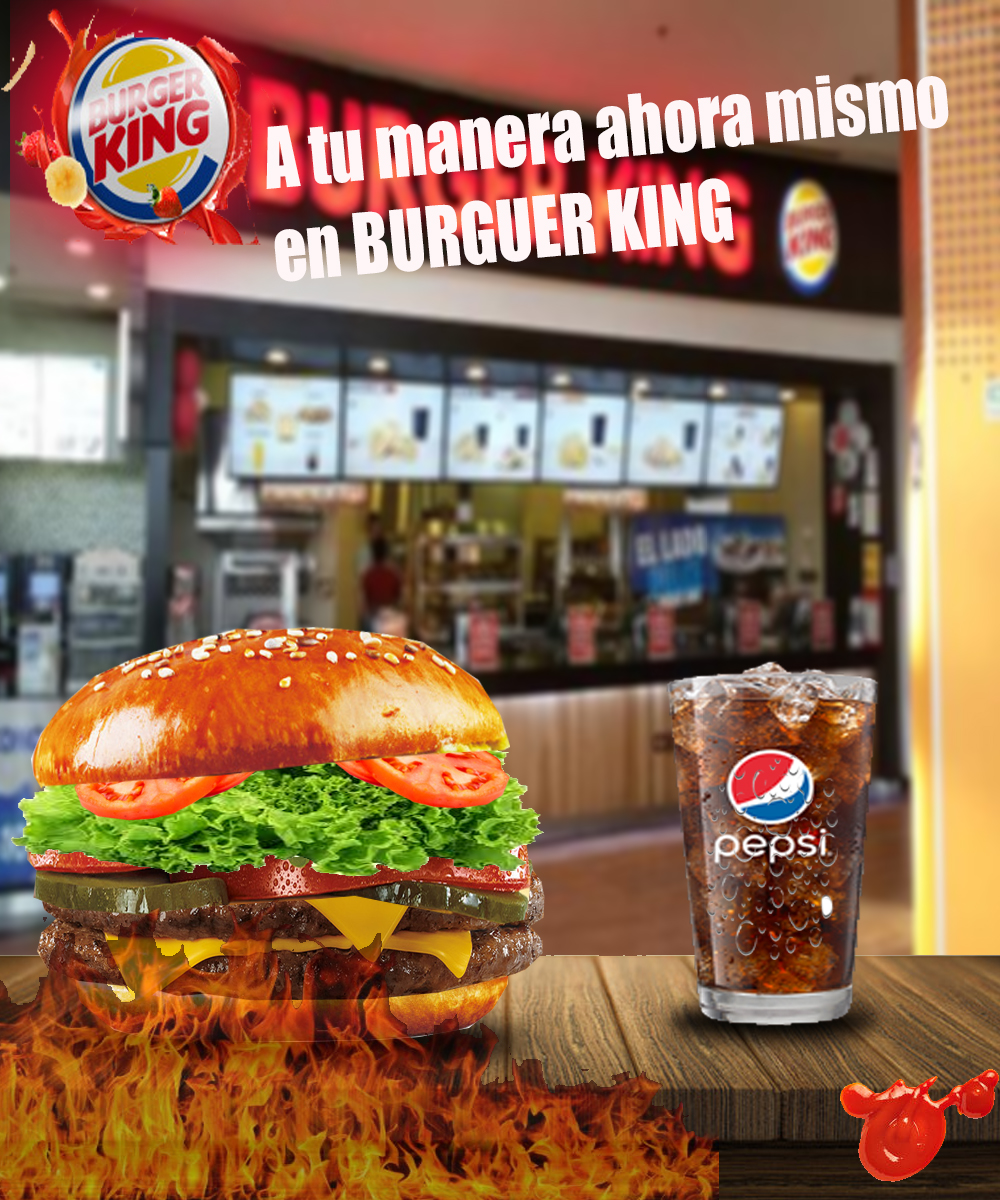 BURGER
KING
A tu manera ahora mismo
en BURGUER KING
BURGER KING
BURGER
KING
EL LADO
pepsi